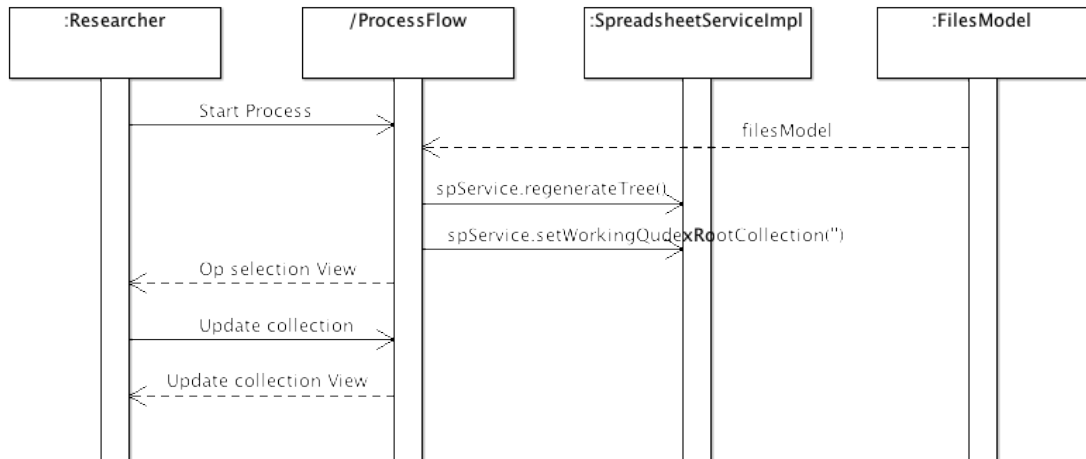 :Researcher
/ProcessFlow
:SpreadsheetServiceImpl
:FilesModel
Start Process
filesModel
spService.regenerateTree()
spService.setWorkingQudexRootCollection('')
Op selection View
Update collection
Update collection View